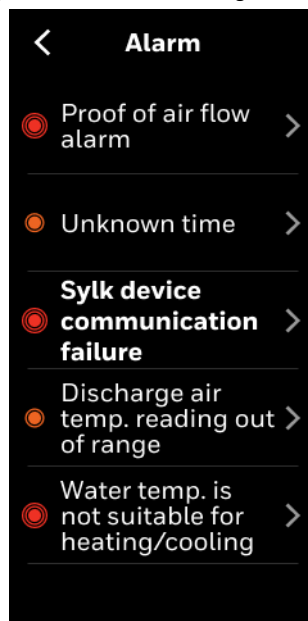 Alarm
Proof of air flow
alarm
Unknown time
Sylk device
communication
failure
Discharge air
temp. reading out
of range
Water temp. is
not suitable for
heating/cooling